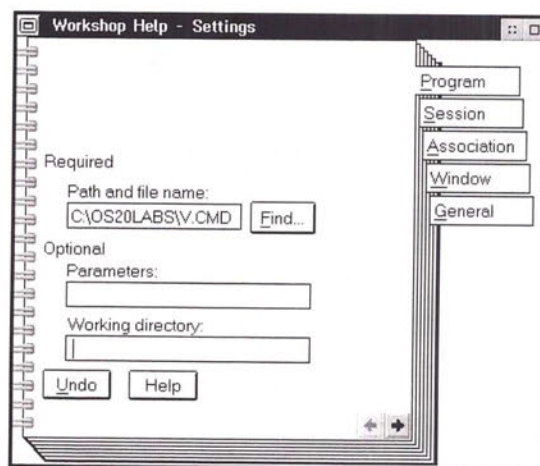 Workshop Help - Settings
Program
Session
Association
Window
General
Required
Path and file name:
C:\OS20LABS\V.CMD
Find...
Optional
Parameters:
Working directory:
Undo
Help